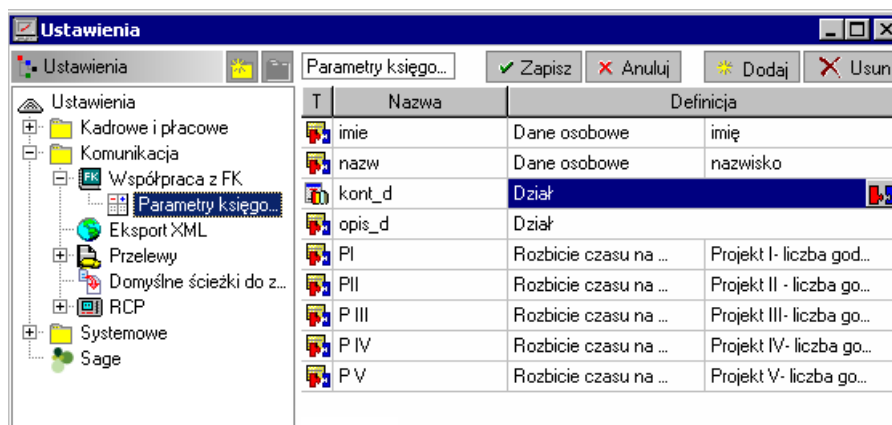 Ustawienia
Ustawienia Parametry księgo... Zapisz Anuluj Dodaj Usun
Ustawienia
Kadrowe i płacowe
Komunikacja
FK Współpraca z FK
Parametry księgo...
Eksport XML
Przelewy
Domyślne ścieżki do z...
RCP
Systemowe
Sage
T Nazwa Definicja
imie Dane osobowe imię
nazw Dane osobowe nazwisko
kont_d Dział
opis_d Dział
PI Rozbicie czasu na ... Projekt I- liczba god...
PII Rozbicie czasu na ... Projekt II - liczba go...
P III Rozbicie czasu na ... Projekt III- liczba go...
P IV Rozbicie czasu na ... Projekt IV- liczba go...
P V Rozbicie czasu na ... Projekt V- liczba go...